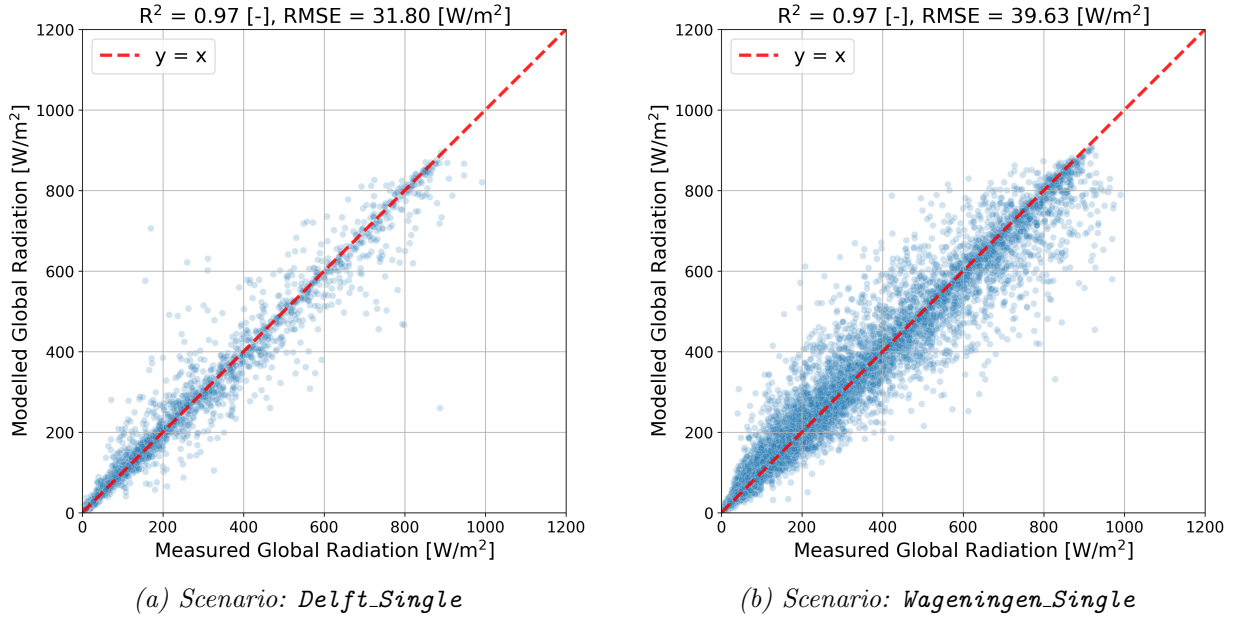 R² = 0.97 [-], RMSE = 31.80 [W/m²]
1200
1000
800
600
400
200
0
0 200 400 600 800 1000 1200
y = x
Modelled Global Radiation [W/m²]
Measured Global Radiation [W/m²]
(a) Scenario: Delft_Single
R² = 0.97 [-], RMSE = 39.63 [W/m²]
1200
1000
800
600
400
200
0
0 200 400 600 800 1000 1200
y = x
Modelled Global Radiation [W/m²]
Measured Global Radiation [W/m²]
(b) Scenario: Wageningen_Single